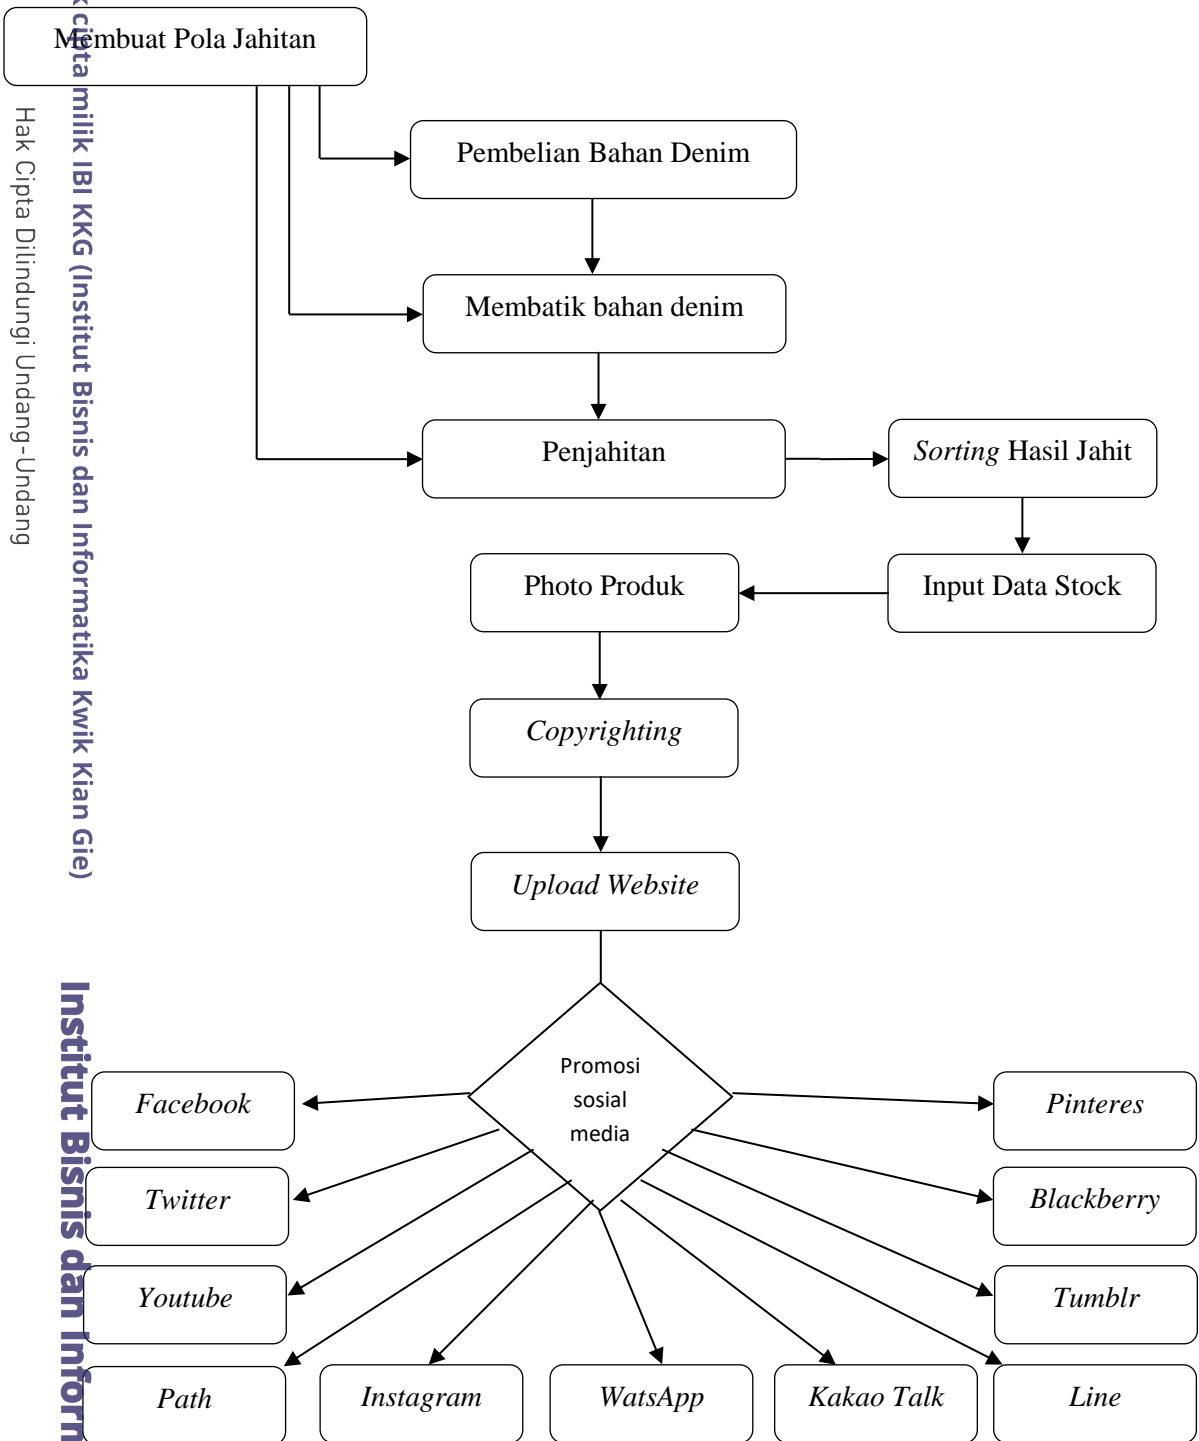 Membuat Pola Jahitan
Pembelian Bahan Denim
Membatik bahan denim
Penjahitan
Sorting Hasil Jahit
Input Data Stock
Photo Produk
Copyrighting
Upload Website
Promosi
sosial
media
Facebook
Twitter
Youtube
Path
Instagram
WatsApp
Kakao Talk
Line
Tumblr
Blackberry
Pinteres
cipta milik IBI KKG (Institut Bisnis dan Informatika Kwik Kian Gie)
Hak Cipta Dilindungi Undang-Undang
Institut Bisnis dan